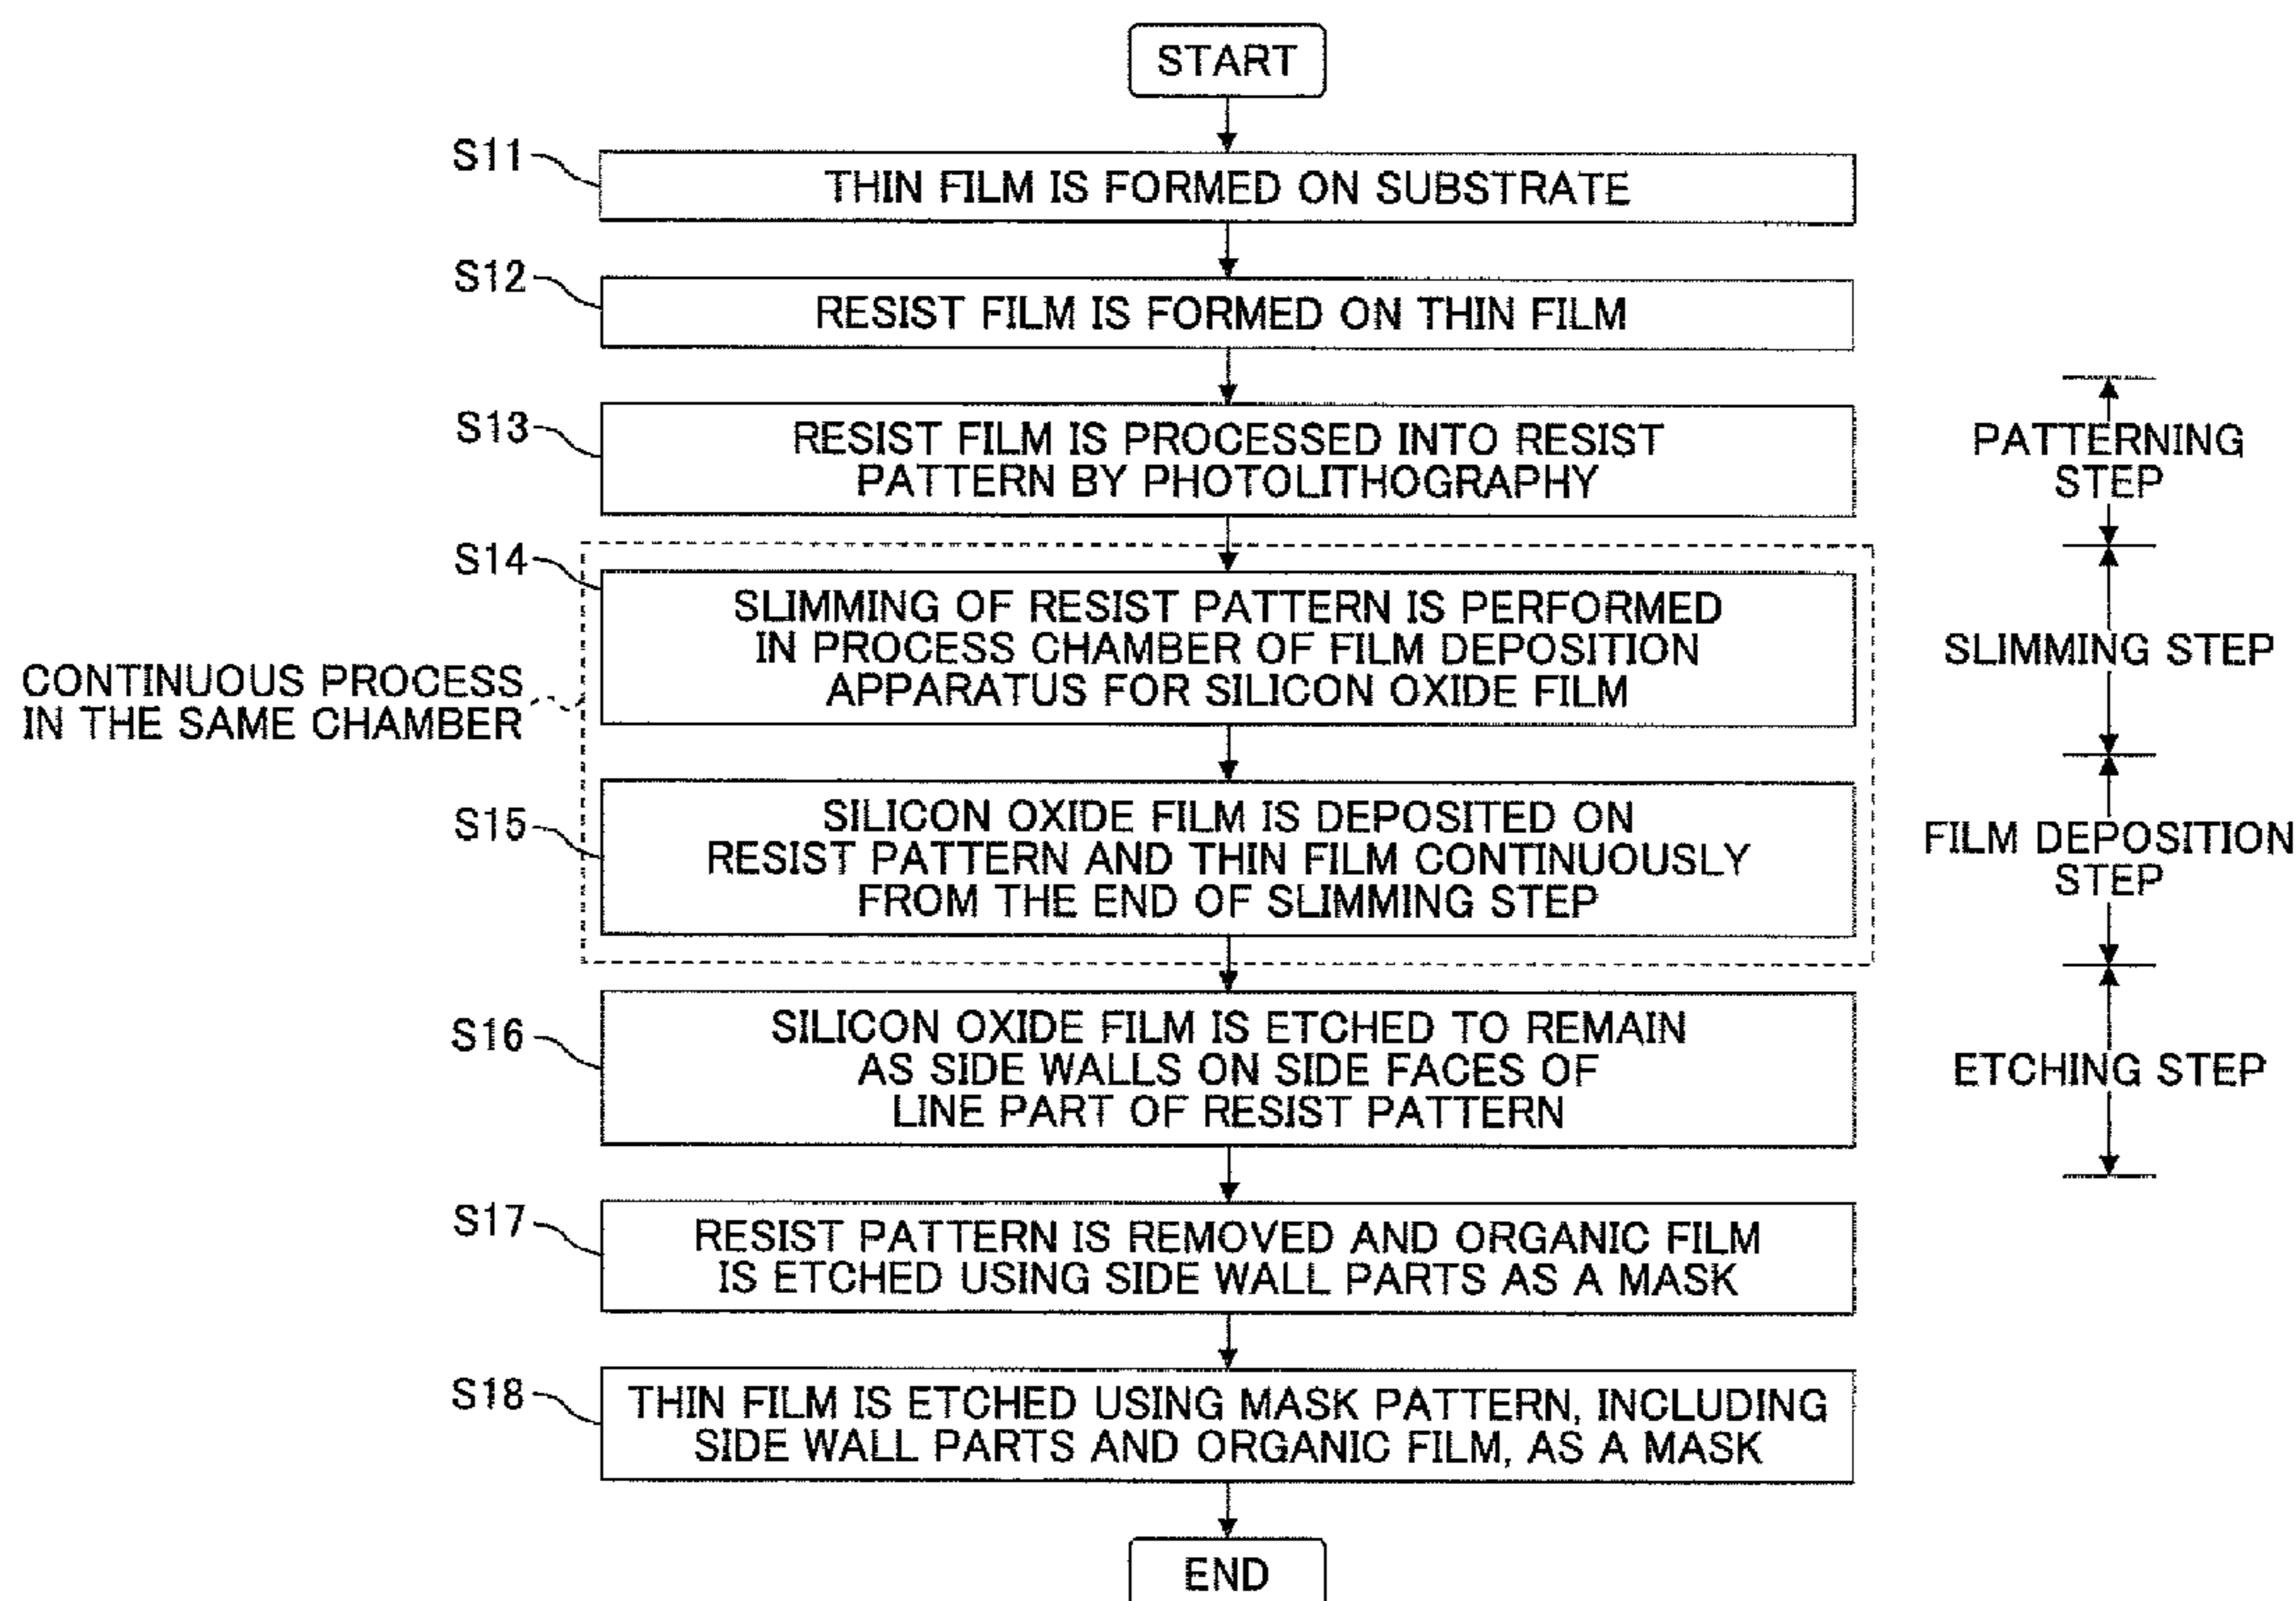 START
S11
THIN FILM IS FORMED ON SUBSTRATE
S12
RESIST FILM IS FORMED ON THIN FILM
S13
RESIST FILM IS PROCESSED INTO RESIST
PATTERN BY PHOTOLITHOGRAPHY
PATTERNING
STEP
S14
SLIMMING OF RESIST PATTERN IS PERFORMED
IN PROCESS CHAMBER OF FILM DEPOSITION
APPARATUS FOR SILICON OXIDE FILM
SLIMMING STEP
CONTINUOUS PROCESS
IN THE SAME CHAMBER
S15
SILICON OXIDE FILM IS DEPOSITED ON
RESIST PATTERN AND THIN FILM CONTINUOUSLY
FROM THE END OF SLIMMING STEP
FILM DEPOSITION
STEP
S16
SILICON OXIDE FILM IS ETCHED TO REMAIN
AS SIDE WALLS ON SIDE FACES OF
LINE PART OF RESIST PATTERN
ETCHING STEP
S17
RESIST PATTERN IS REMOVED AND ORGANIC FILM
IS ETCHED USING SIDE WALL PARTS AS A MASK
S18
THIN FILM IS ETCHED USING MASK PATTERN, INCLUDING
SIDE WALL PARTS AND ORGANIC FILM, AS A MASK
END